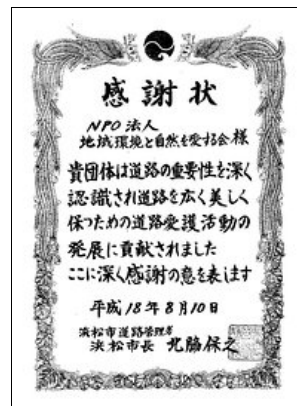 感謝状
NPO法人
地域環境と自然を愛する会 様
貴団体は道路の重要性を深く
認識され道路を広く美しく
保つための道路愛護活動の
発展に貢献されました
ここに深く感謝の意を表します
平成18年8月10日
浜松市道路管理者
浜松市長 北脇保之